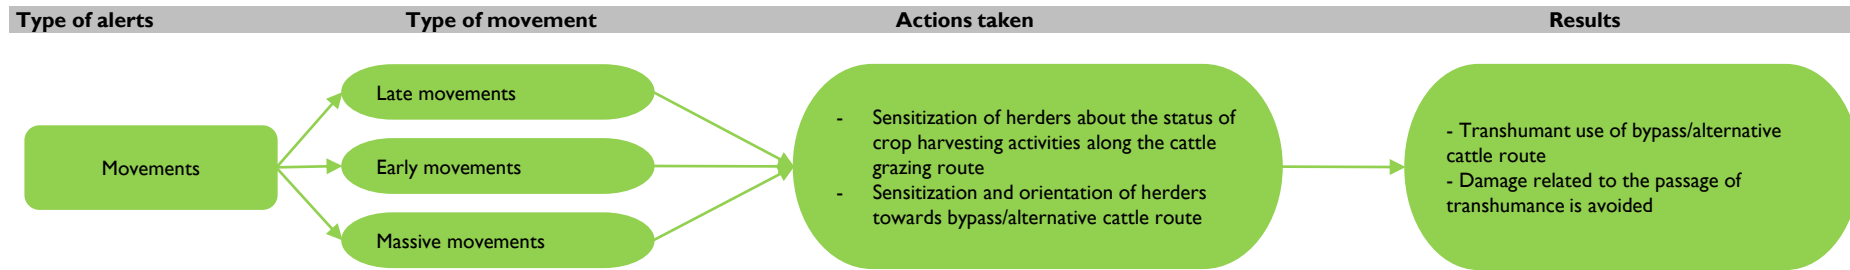 Type of alerts
Type of movement
Actions taken
Results
Movements
Late movements
Early movements
Massive movements
- Sensitization of herders about the status of
crop harvesting activities along the cattle
grazing route
- Sensitization and orientation of herders
towards bypass/alternative cattle route
- Transhumant use of bypass/alternative
cattle route
- Damage related to the passage of
transhumance is avoided